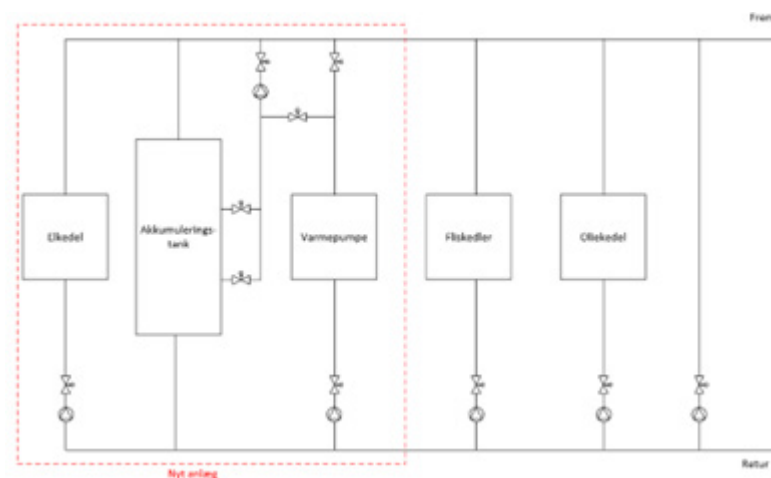 Frem
Elkedel
Akkumulerings-
tank
Varmepumpe
Fliskedler
Oliekedel
Retur
Nyt anlæg